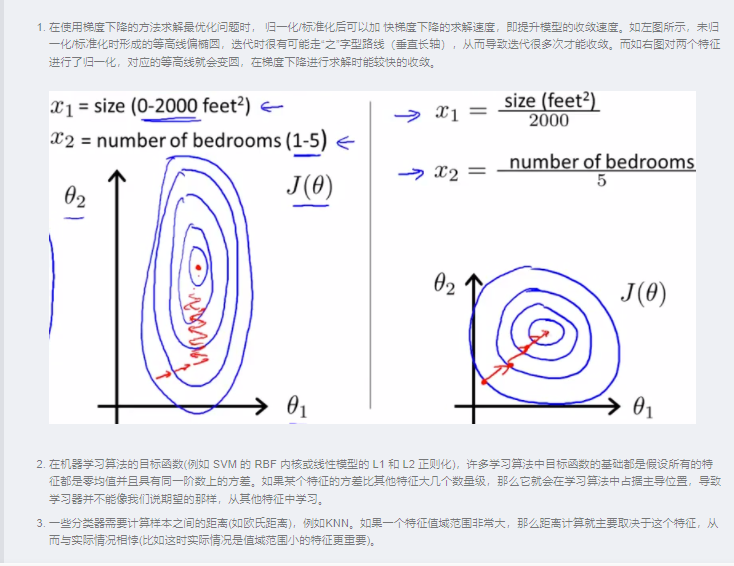 1. 在使用梯度下降的方法求解最优化问题时， 归一化/标准化后可以加 快梯度下降的求解速度，即提升模型的收敛速度。如左图所示，未归
一化/标准化时形成的等高线偏椭圆，迭代时很有可能走“之”字型路线（垂直长轴），从而导致迭代很多次才能收敛。而如右图对两个特征
进行了归一化，对应的等高线就会变圆，在梯度下降进行求解时能较快的收敛。
x₁ = size (0-2000 feet²)
x₂ = number of bedrooms (1-5)
θ₂
J(θ)
θ₁
x₁ = size (feet²) / 2000
x₂ = number of bedrooms / 5
θ₂
J(θ)
θ₁
2. 在机器学习算法的目标函数(例如 SVM 的 RBF 内核或线性模型的 L1 和 L2 正则化)，许多学习算法中目标函数的基础都是假设所有的特
征都是零均值并且具有同一阶数上的方差。如果某个特征的方差比其他特征大几个数量级，那么它就会在学习算法中占据主导位置，导致
学习器并不能像我们说期望的那样，从其他特征中学习。
3. 一些分类器需要计算样本之间的距离(如欧氏距离)，例如KNN。如果一个特征值域范围非常大，那么距离计算就主要取决于这个特征，从
而与实际情况相悖(比如这时实际情况是值域范围小的特征更重要)。